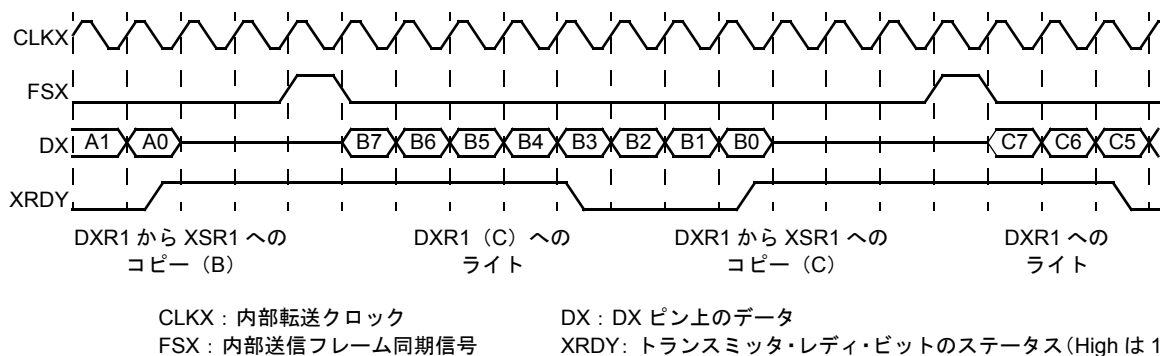 CLKX
FSX
DX A1 A0 B7 B6 B5 B4 B3 B2 B1 B0 C7 C6 C5
XRDY
DXR1 から XSR1 への DXR1（C）への DXR1 から XSR1 への DXR1 への
コピー（B） ライト コピー（C） ライト
CLKX：内部転送クロック DX：DX ピン上のデータ
FSX：内部送信フレーム同期信号 XRDY：トランスミッタ・レディ・ビットのステータス（High は 1